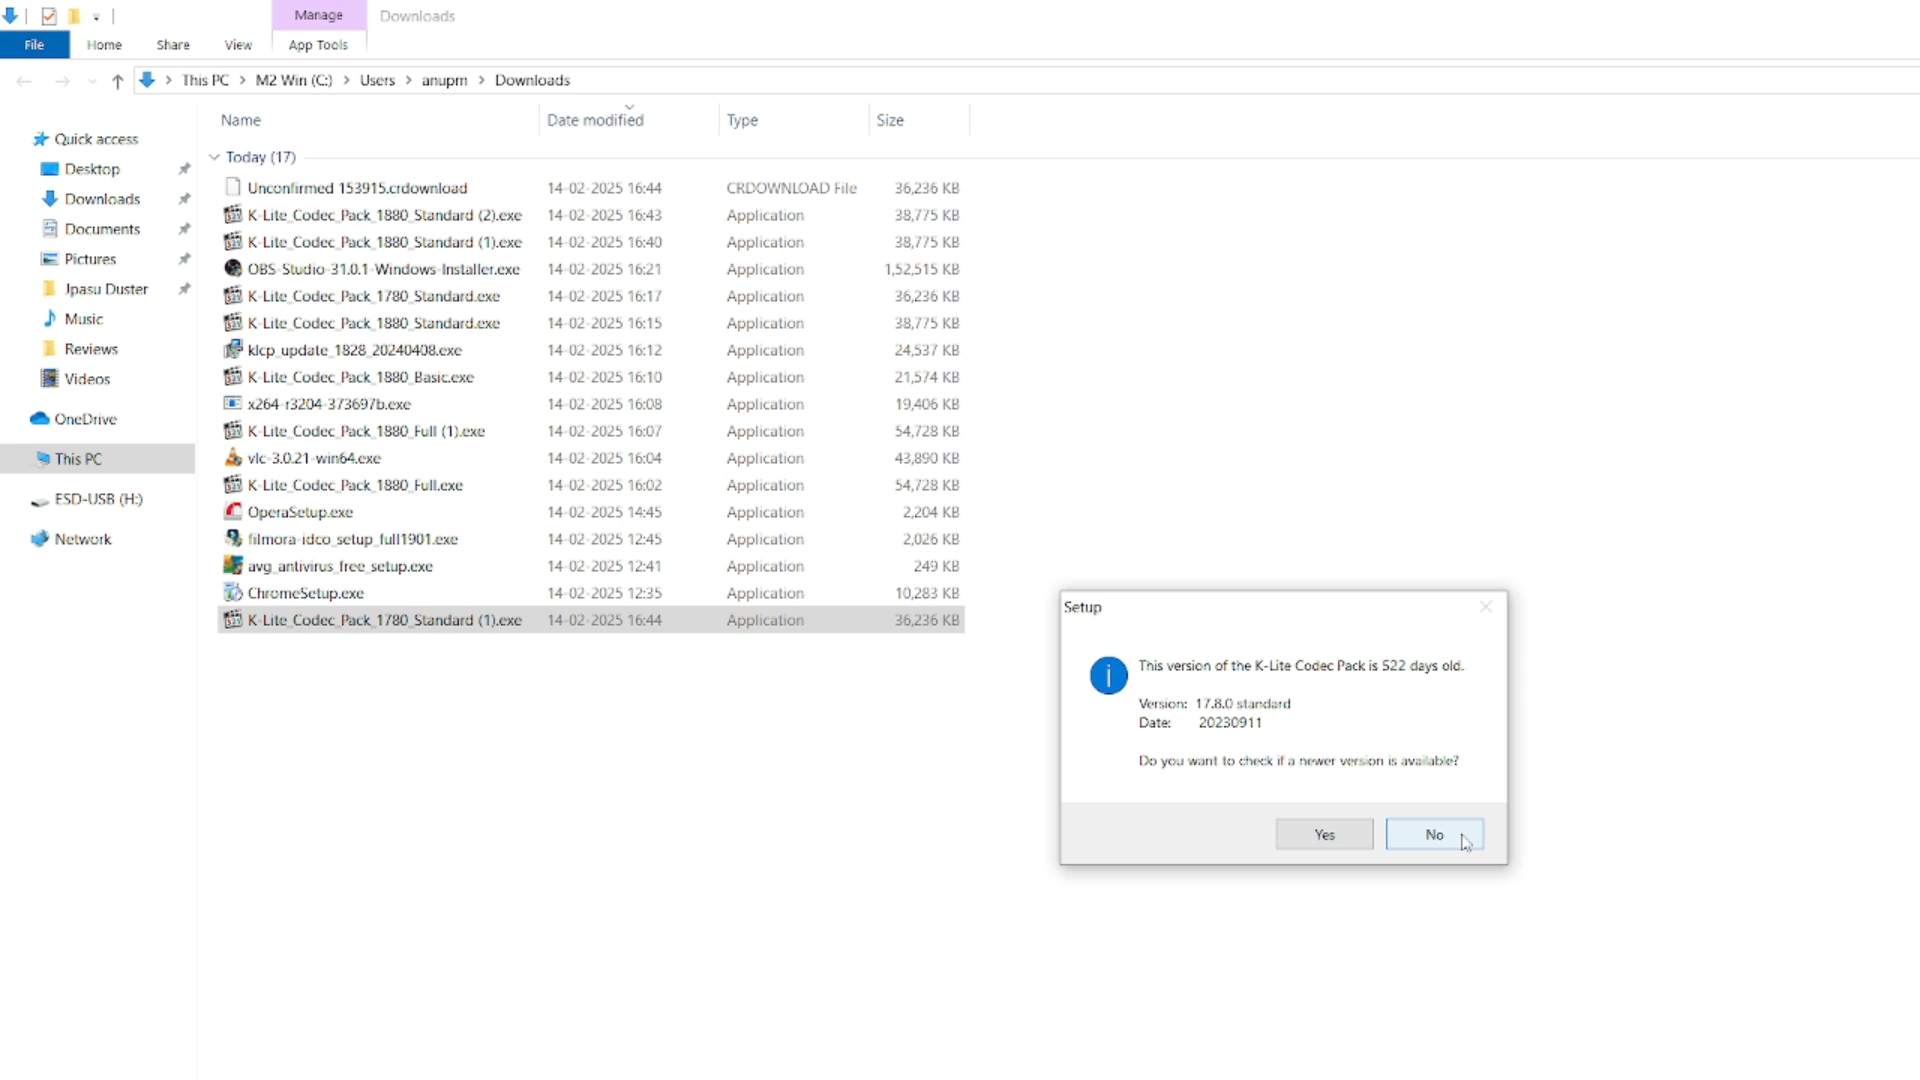 Manage
Downloads
File
Home
Share
View
App Tools
This PC
M2 Win (C:)
Users
anupm
Downloads
Name
Date modified
Type
Size
Quick access
Desktop
Downloads
Documents
Pictures
Jpasu Duster
Music
Reviews
Videos
OneDrive
This PC
ESD-USB (H:)
Network
Today (17)
Unconfirmed 153915.crdownload 14-02-2025 16:44 CRDOWNLOAD File 36,236 KB
K-Lite_Codec_Pack_1880_Standard (2).exe 14-02-2025 16:43 Application 38,775 KB
K-Lite_Codec_Pack_1880_Standard (1).exe 14-02-2025 16:40 Application 38,775 KB
OBS-Studio-31.0.1-Windows-Installer.exe 14-02-2025 16:21 Application 1,52,515 KB
K-Lite_Codec_Pack_1780_Standard.exe 14-02-2025 16:17 Application 36,236 KB
K-Lite_Codec_Pack_1880_Standard.exe 14-02-2025 16:15 Application 38,775 KB
klcp_update_1828_20240408.exe 14-02-2025 16:12 Application 24,537 KB
K-Lite_Codec_Pack_1880_Basic.exe 14-02-2025 16:10 Application 21,574 KB
x264-r3204-373697b.exe 14-02-2025 16:08 Application 19,406 KB
K-Lite_Codec_Pack_1880_Full (1).exe 14-02-2025 16:07 Application 54,728 KB
vlc-3.0.21-win64.exe 14-02-2025 16:04 Application 43,890 KB
K-Lite_Codec_Pack_1880_Full.exe 14-02-2025 16:02 Application 54,728 KB
OperaSetup.exe 14-02-2025 14:45 Application 2,204 KB
filmora-idco_setup_full1901.exe 14-02-2025 12:45 Application 2,026 KB
avg_antivirus_free_setup.exe 14-02-2025 12:41 Application 249 KB
ChromeSetup.exe 14-02-2025 12:35 Application 10,283 KB
K-Lite_Codec_Pack_1780_Standard (1).exe 14-02-2025 16:44 Application 36,236 KB
Setup
This version of the K-Lite Codec Pack is 522 days old.
Version: 17.8.0 standard
Date: 20230911
Do you want to check if a newer version is available?
Yes
No